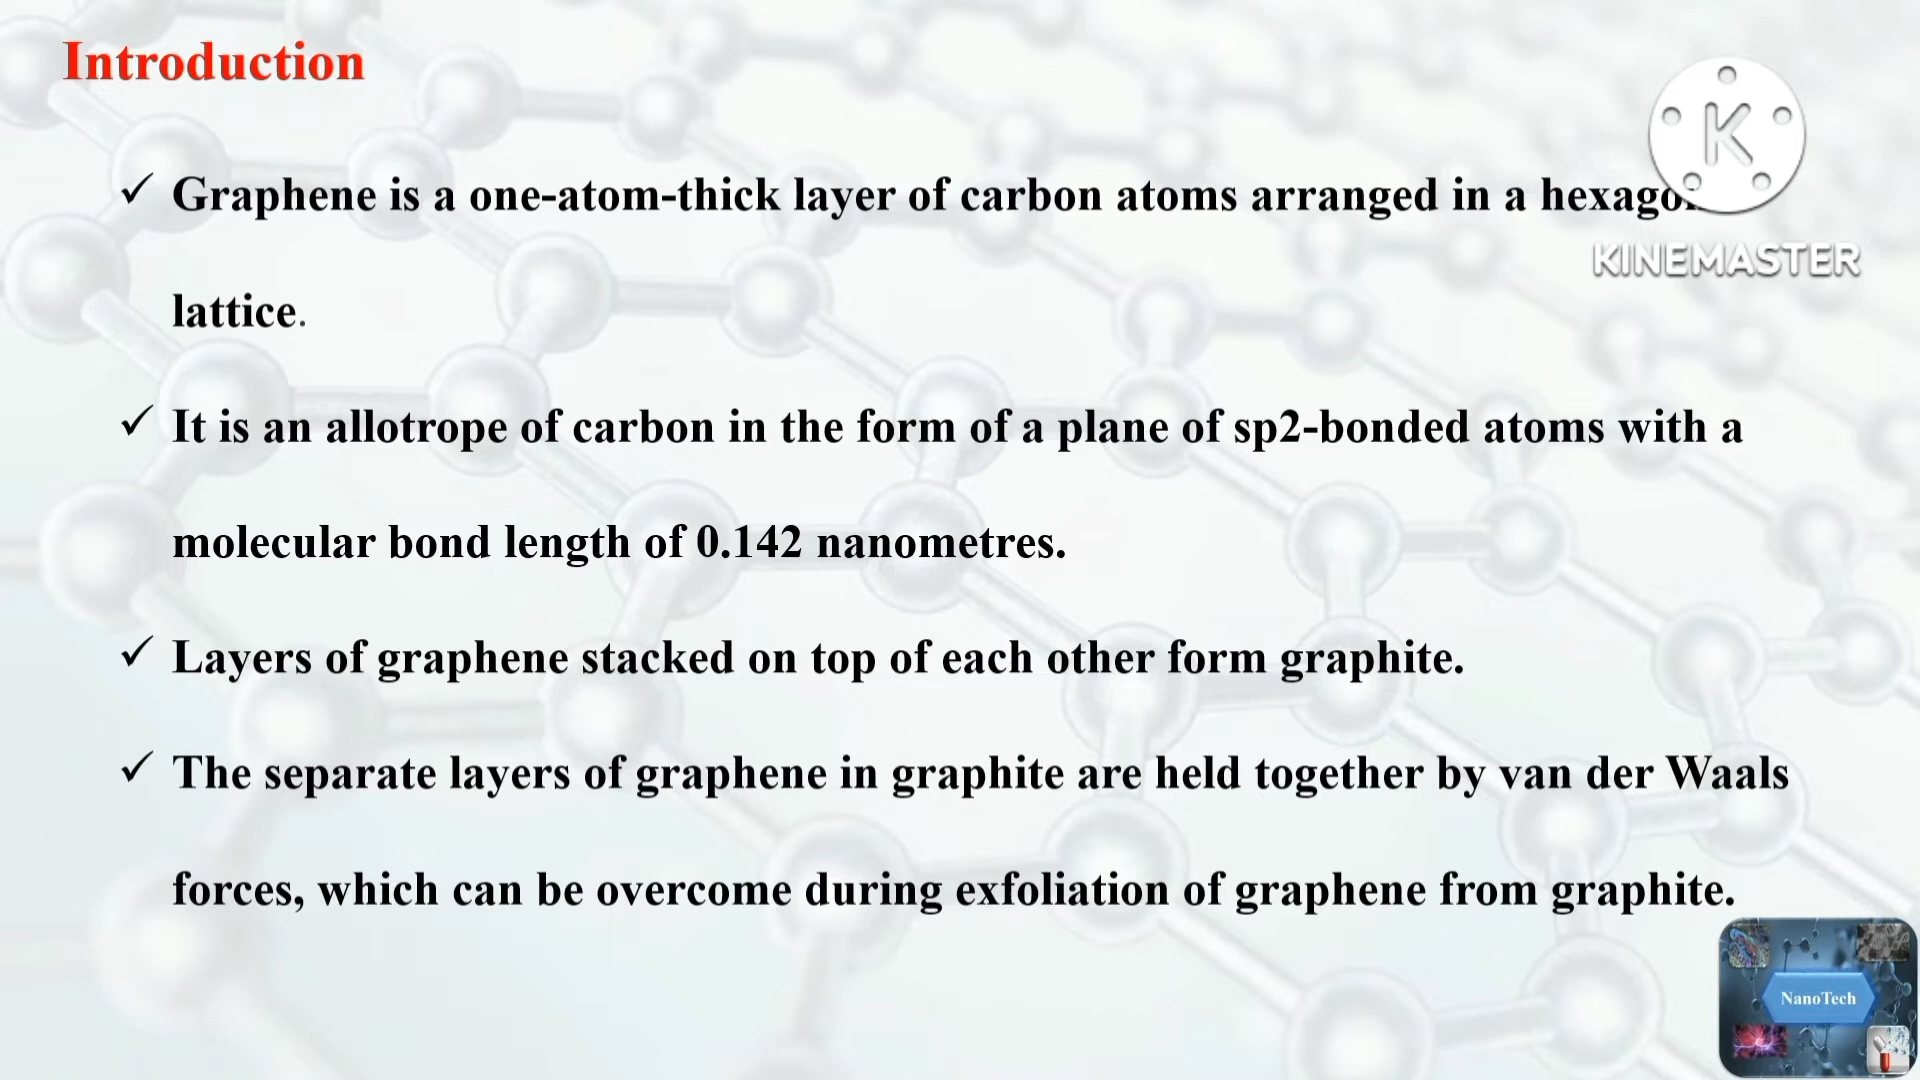 Introduction
✓ Graphene is a one-atom-thick layer of carbon atoms arranged in a
lattice.
✓ It is an allotrope of carbon in the form of a plane of sp2-bonded atoms with a
molecular bond length of 0.142 nanometres.
✓ Layers of graphene stacked on top of each other form graphite.
✓ The separate layers of graphene in graphite are held together by van der Waals
forces, which can be overcome during exfoliation of graphene from graphite.
K
KINEMASTER
NanoTech